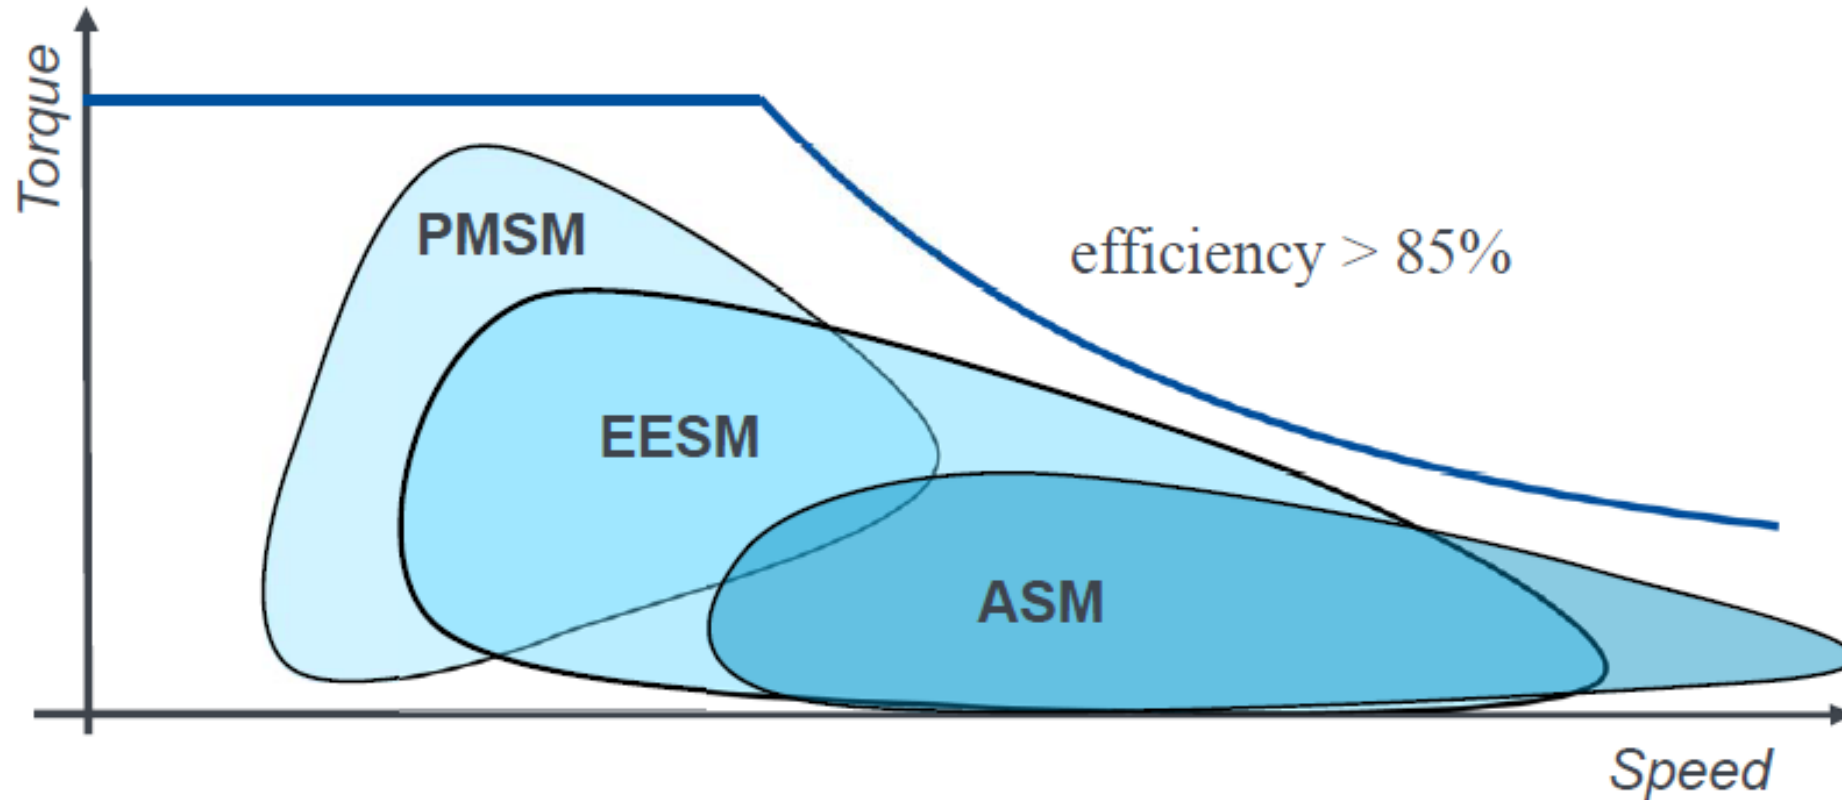 Torque
PMSM
efficiency > 85%
EESM
ASM
Speed